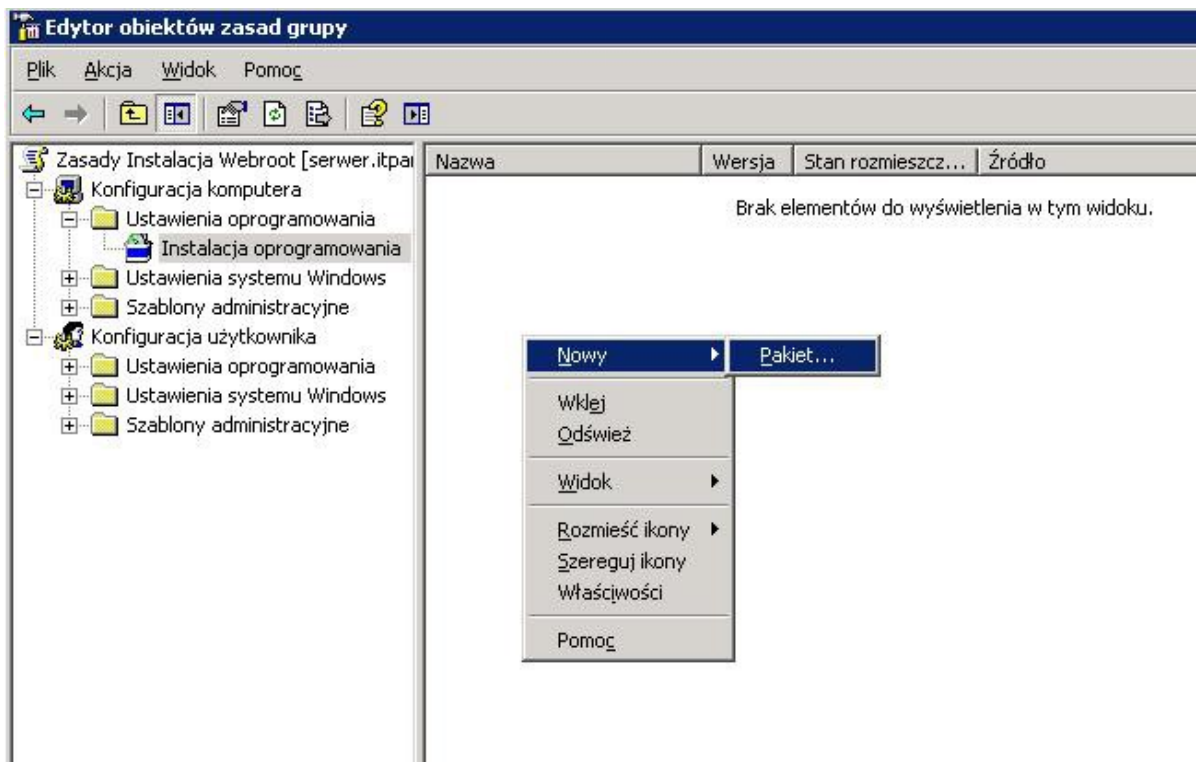 Edytor obiektów zasad grupy
Plik Akcja Widok Pomoc
Zasady Instalacja Webroot [serwer.itpar
Konfiguracja komputera
Ustawienia oprogramowania
Instalacja oprogramowania
Ustawienia systemu Windows
Szablony administracyjne
Konfiguracja użytkownika
Ustawienia oprogramowania
Ustawienia systemu Windows
Szablony administracyjne
Nazwa Wersja Stan rozmieszcz... Źródło
Brak elementów do wyświetlenia w tym widoku.
Nowy
Pakiet...
Wklej
Odśwież
Widok
Rozmieść ikony
Szereguj ikony
Właściwości
Pomoc